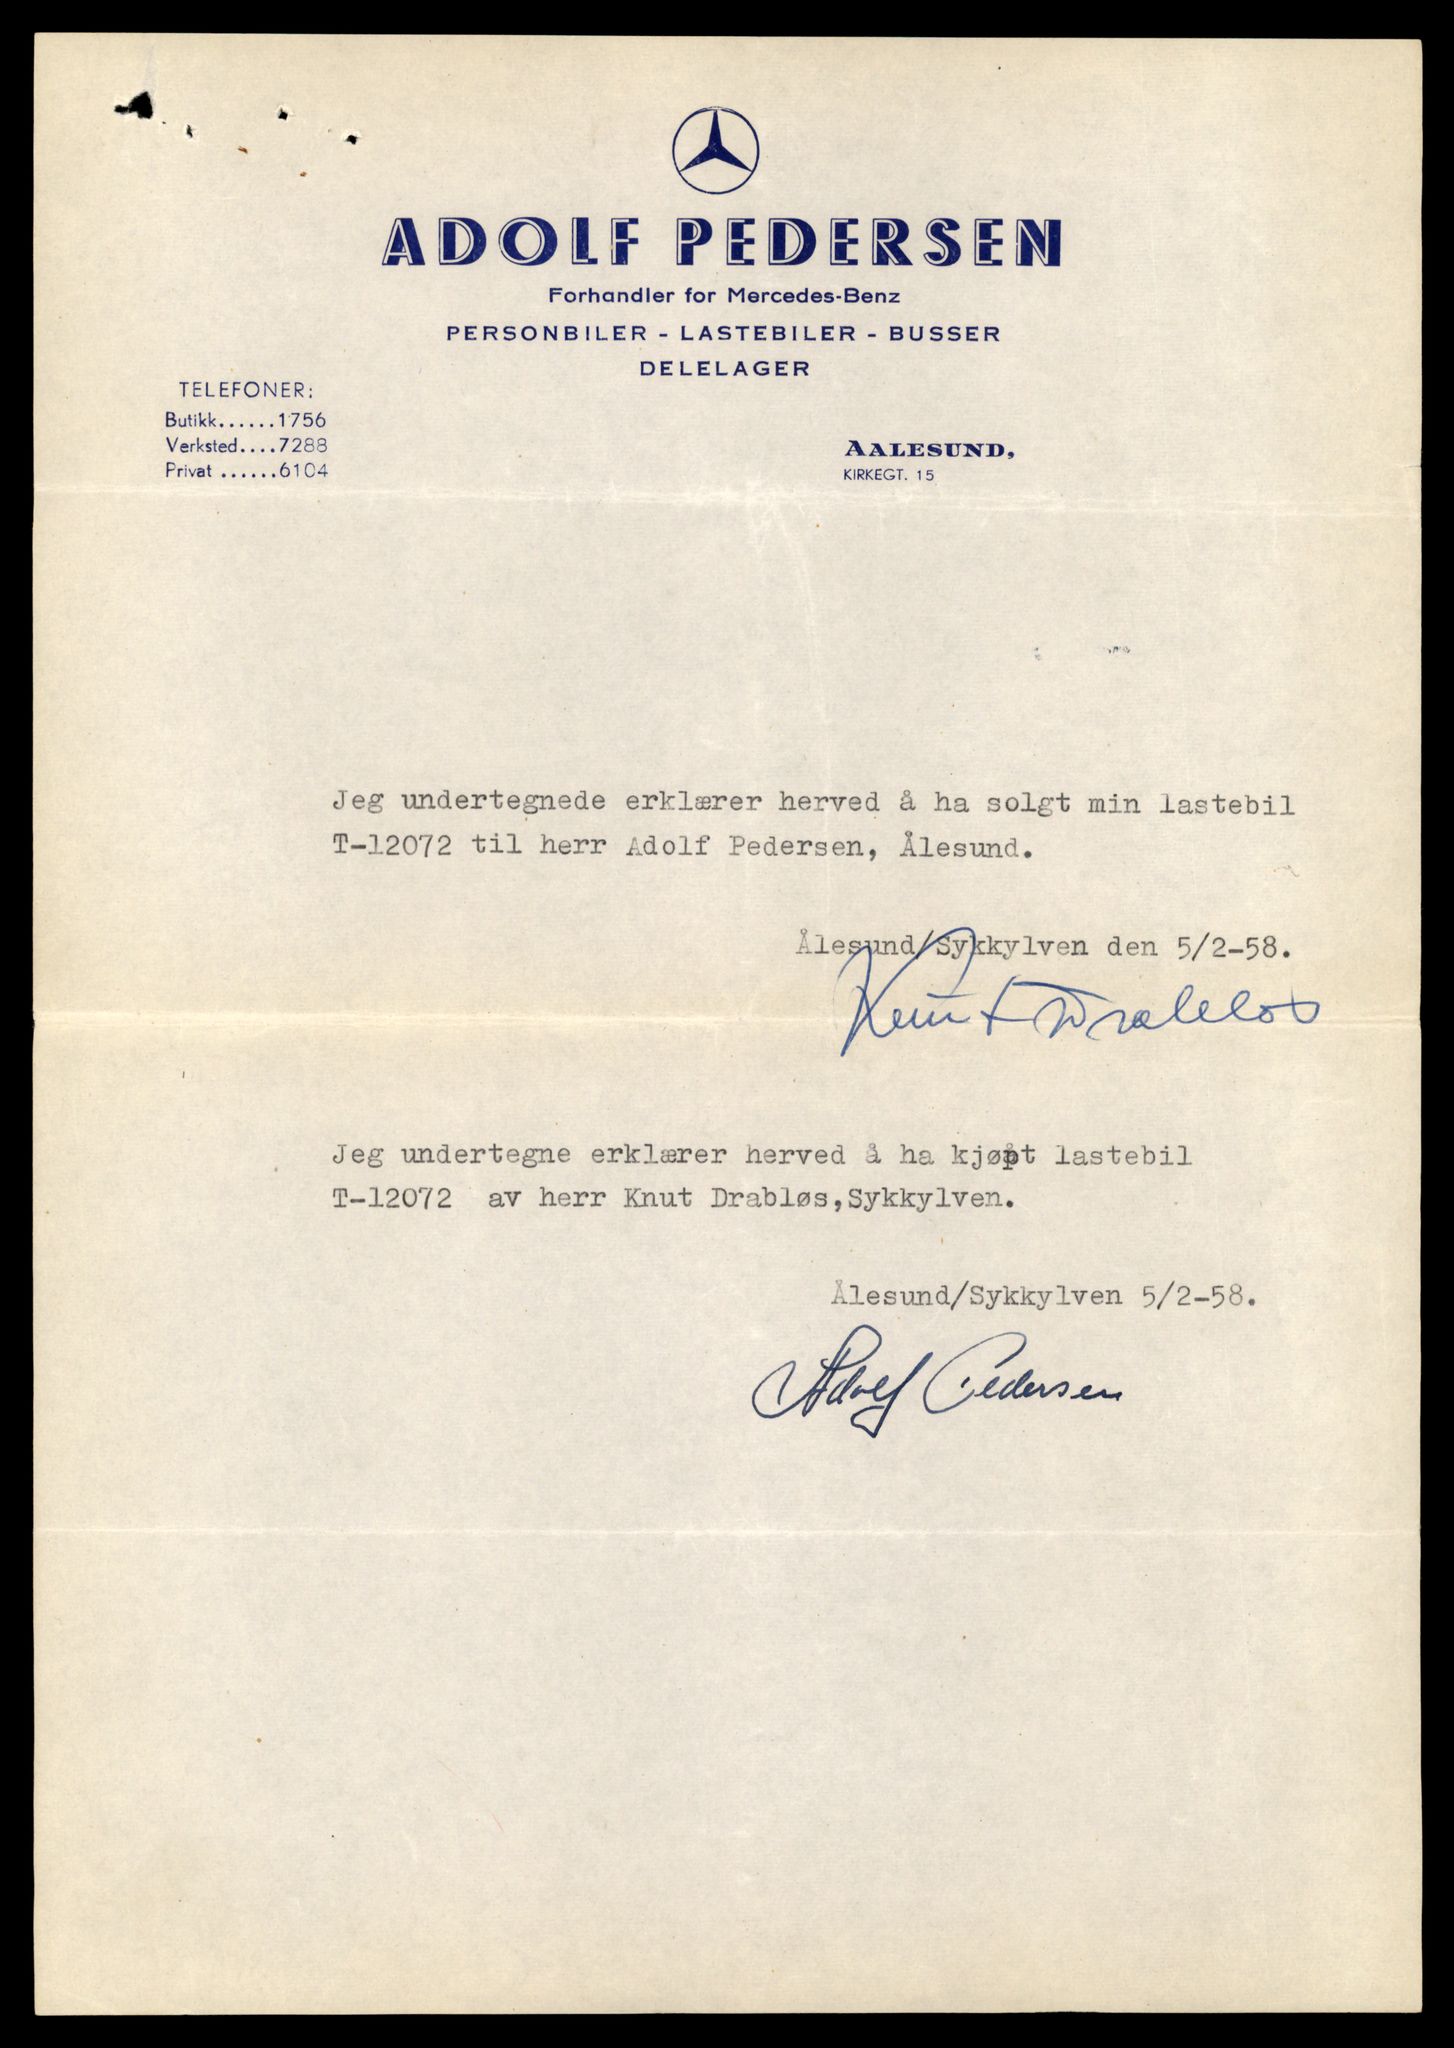 ADOLF PEDERSEN
Forhandler for Mercedes-Benz
PERSONBILER - LASTEBILER - BUSSER
DELELAGER
TELEFONER:
Butikk......1756
Verksted....7288
Privat ......6104
AALESUND,
KIRKEGT. 15
Jeg undertegnede erklærer herved å ha solgt min lastebil
T-12072 til herr Adolf Pedersen, Ålesund.
Ålesund/Sykkylven den 5/2-58.
Knut Drabløs
Jeg undertegne erklærer herved å ha kjøpt lastebil
T-12072 av herr Knut Drabløs,Sykkylven.
Ålesund/Sykkylven 5/2-58.
Adolf Pedersen